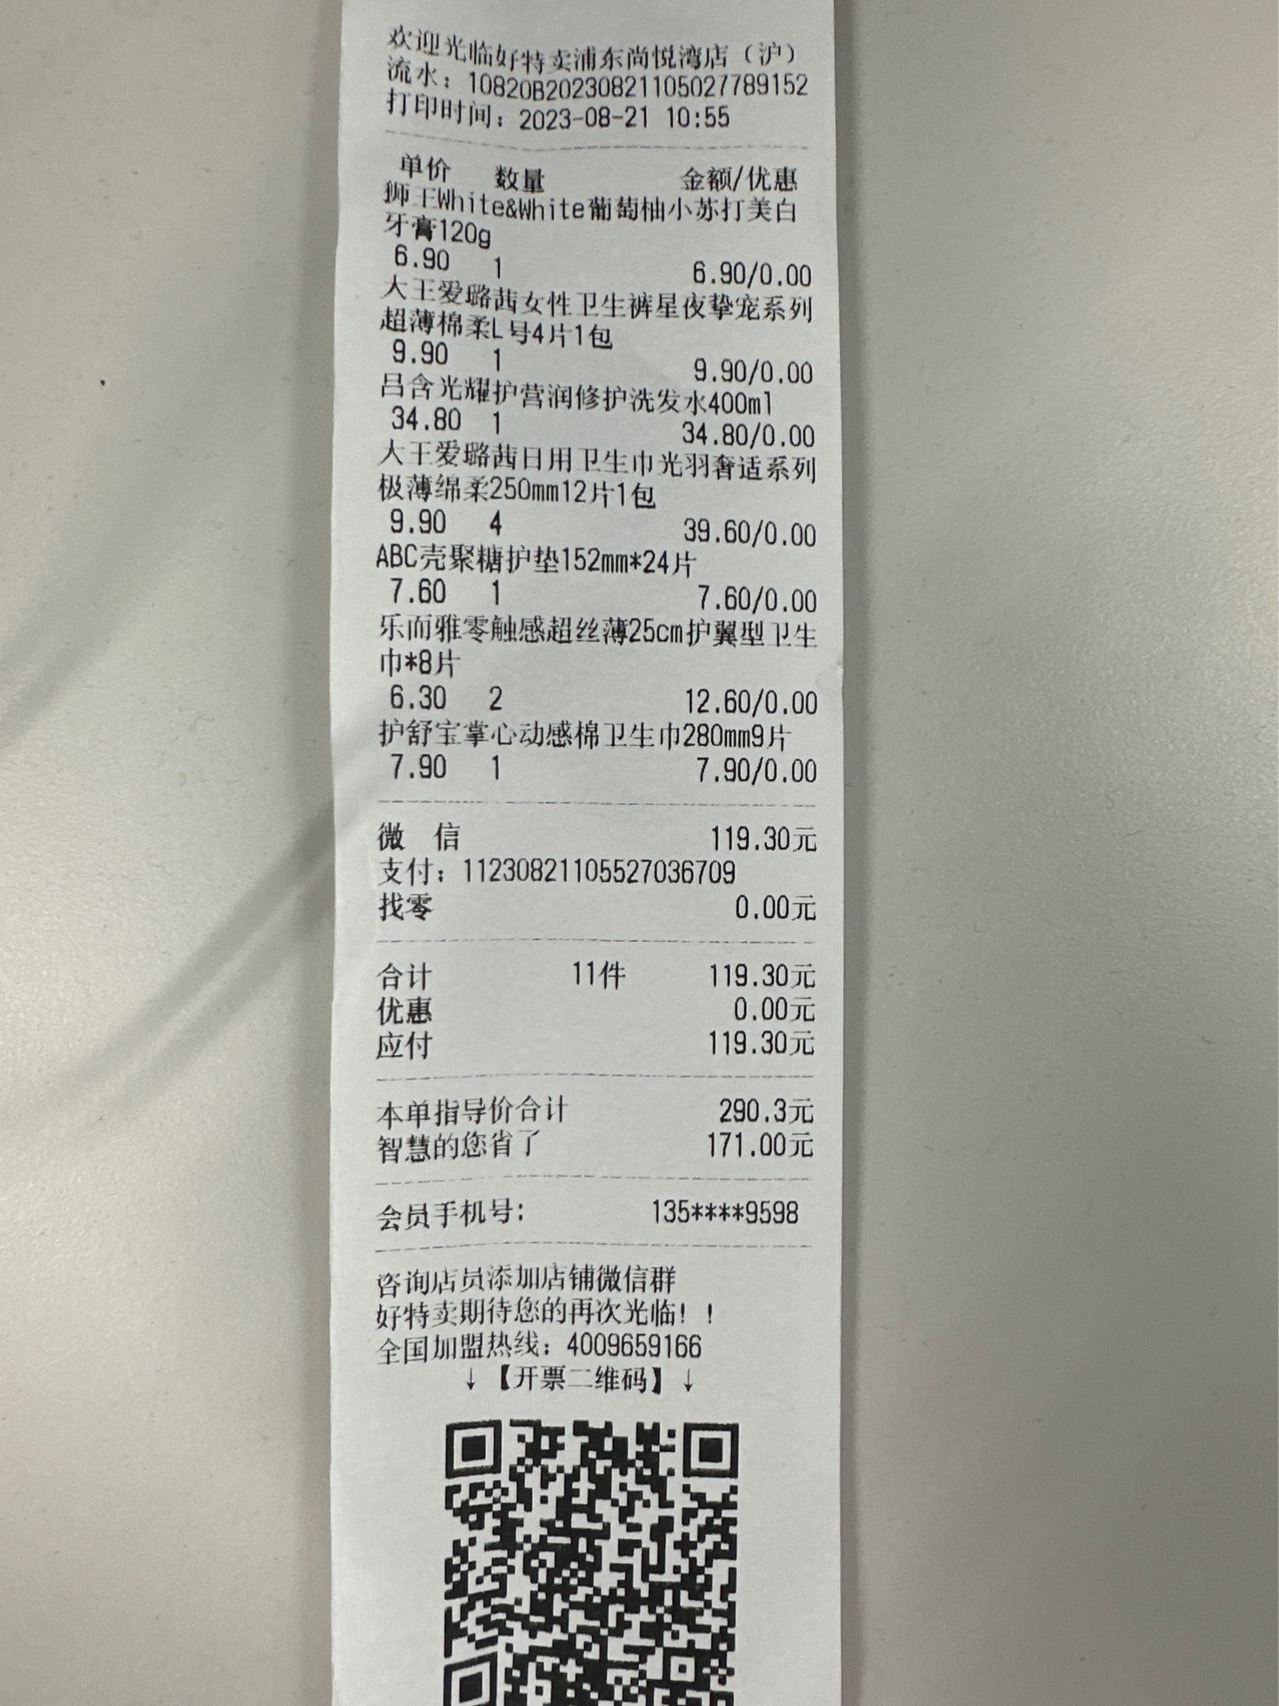 欢迎光临好特卖浦东尚悦湾店（沪）
流水：10820B20230821105027789152
打印时间：2023-08-21 10:55
单价 数量 金额/优惠
狮王White&White葡萄柚小苏打美白
牙膏120g
6.90 1 6.90/0.00
大王爱璐茜女性卫生裤星夜挚宠系列
超薄棉柔L号4片1包
9.90 1 9.90/0.00
吕含光耀护营润修护洗发水400ml
34.80 1 34.80/0.00
大王爱璐茜日用卫生巾光羽奢适系列
极薄绵柔250mm12片1包
9.90 4 39.60/0.00
ABC壳聚糖护垫152mm*24片
7.60 1 7.60/0.00
乐而雅零触感超丝薄25cm护翼型卫生
巾*8片
6.30 2 12.60/0.00
护舒宝掌心动感棉卫生巾280mm9片
7.90 1 7.90/0.00
微 信 119.30元
支付：11230821105527036709
找零 0.00元
合计 11件 119.30元
优惠 0.00元
应付 119.30元
本单指导价合计 290.3元
智慧的您省了 171.00元
会员手机号: 135****9598
咨询店员添加店铺微信群
好特卖期待您的再次光临！！
全国加盟热线：4009659166
↓【开票二维码】↓